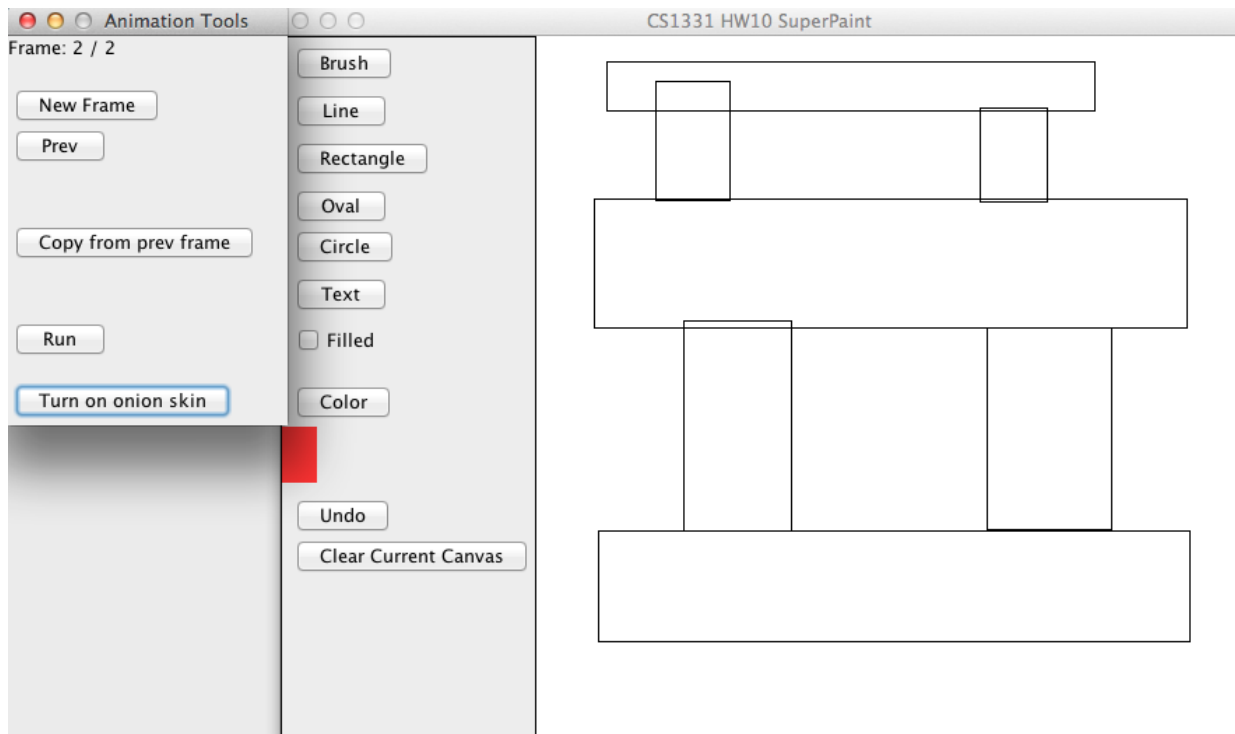 Animation Tools
Frame: 2 / 2
New Frame
Prev
Copy from prev frame
Run
Turn on onion skin
CS1331 HW10 SuperPaint
Brush
Line
Rectangle
Oval
Circle
Text
Filled
Color
Undo
Clear Current Canvas